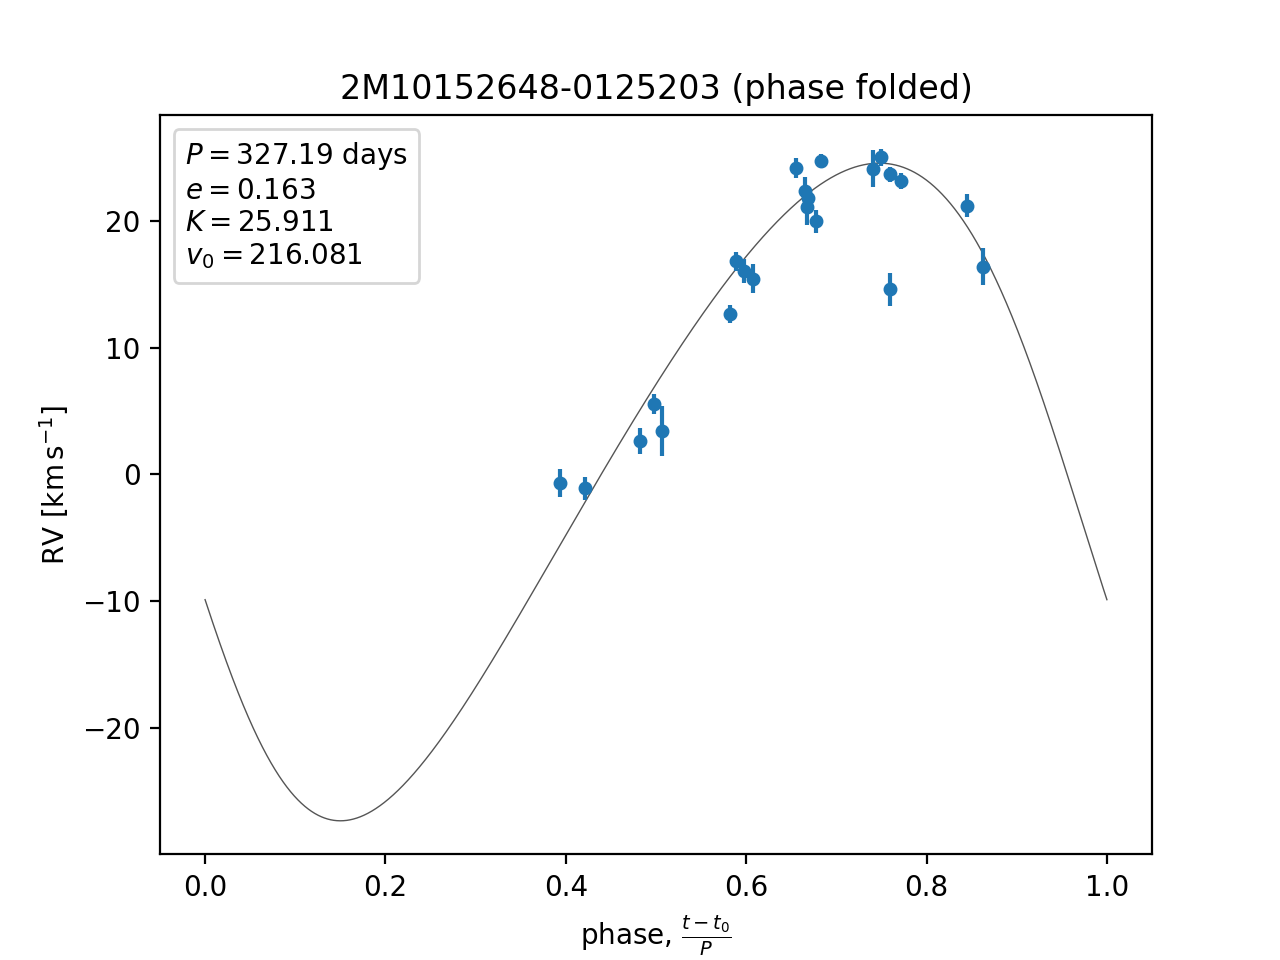 2M10152648-0125203 (phase folded)
P = 327.19 days
e = 0.163
K = 25.911
v₀ = 216.081
20
10
0
−10
−20
RV [km s⁻¹]
0.0 0.2 0.4 0.6 0.8 1.0
phase, (t − t₀)/P